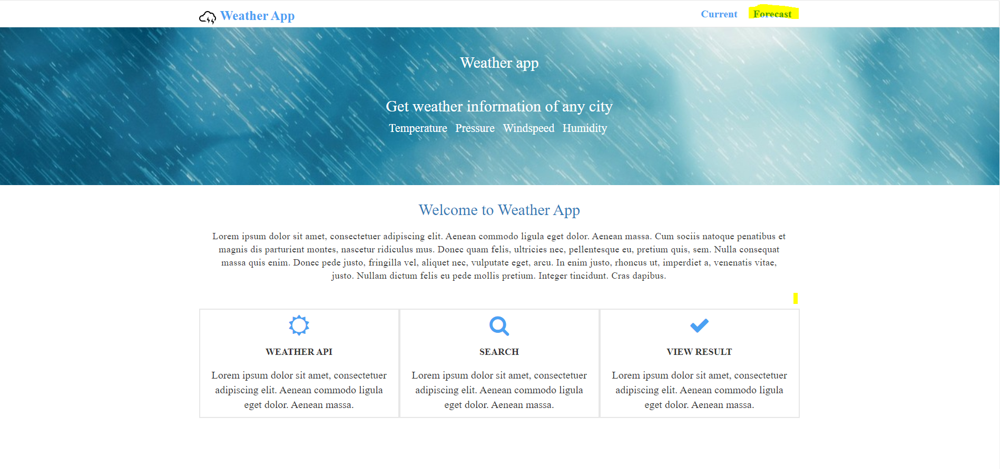 Weather App
Current Forecast
Weather app
Get weather information of any city
Temperature Pressure Windspeed Humidity
Welcome to Weather App
Lorem ipsum dolor sit amet, consectetuer adipiscing elit. Aenean commodo ligula eget dolor. Aenean massa. Cum sociis natoque penatibus et
magnis dis parturient montes, nascetur ridiculus mus. Donec quam felis, ultricies nec, pellentesque eu, pretium quis, sem. Nulla consequat
massa quis enim. Donec pede justo, fringilla vel, aliquet nec, vulputate eget, arcu. In enim justo, rhoncus ut, imperdiet a, venenatis vitae,
justo. Nullam dictum felis eu pede mollis pretium. Integer tincidunt. Cras dapibus.
WEATHER API
Lorem ipsum dolor sit amet, consectetuer
adipiscing elit. Aenean commodo ligula
eget dolor. Aenean massa.
SEARCH
Lorem ipsum dolor sit amet, consectetuer
adipiscing elit. Aenean commodo ligula
eget dolor. Aenean massa.
VIEW RESULT
Lorem ipsum dolor sit amet, consectetuer
adipiscing elit. Aenean commodo ligula
eget dolor. Aenean massa.